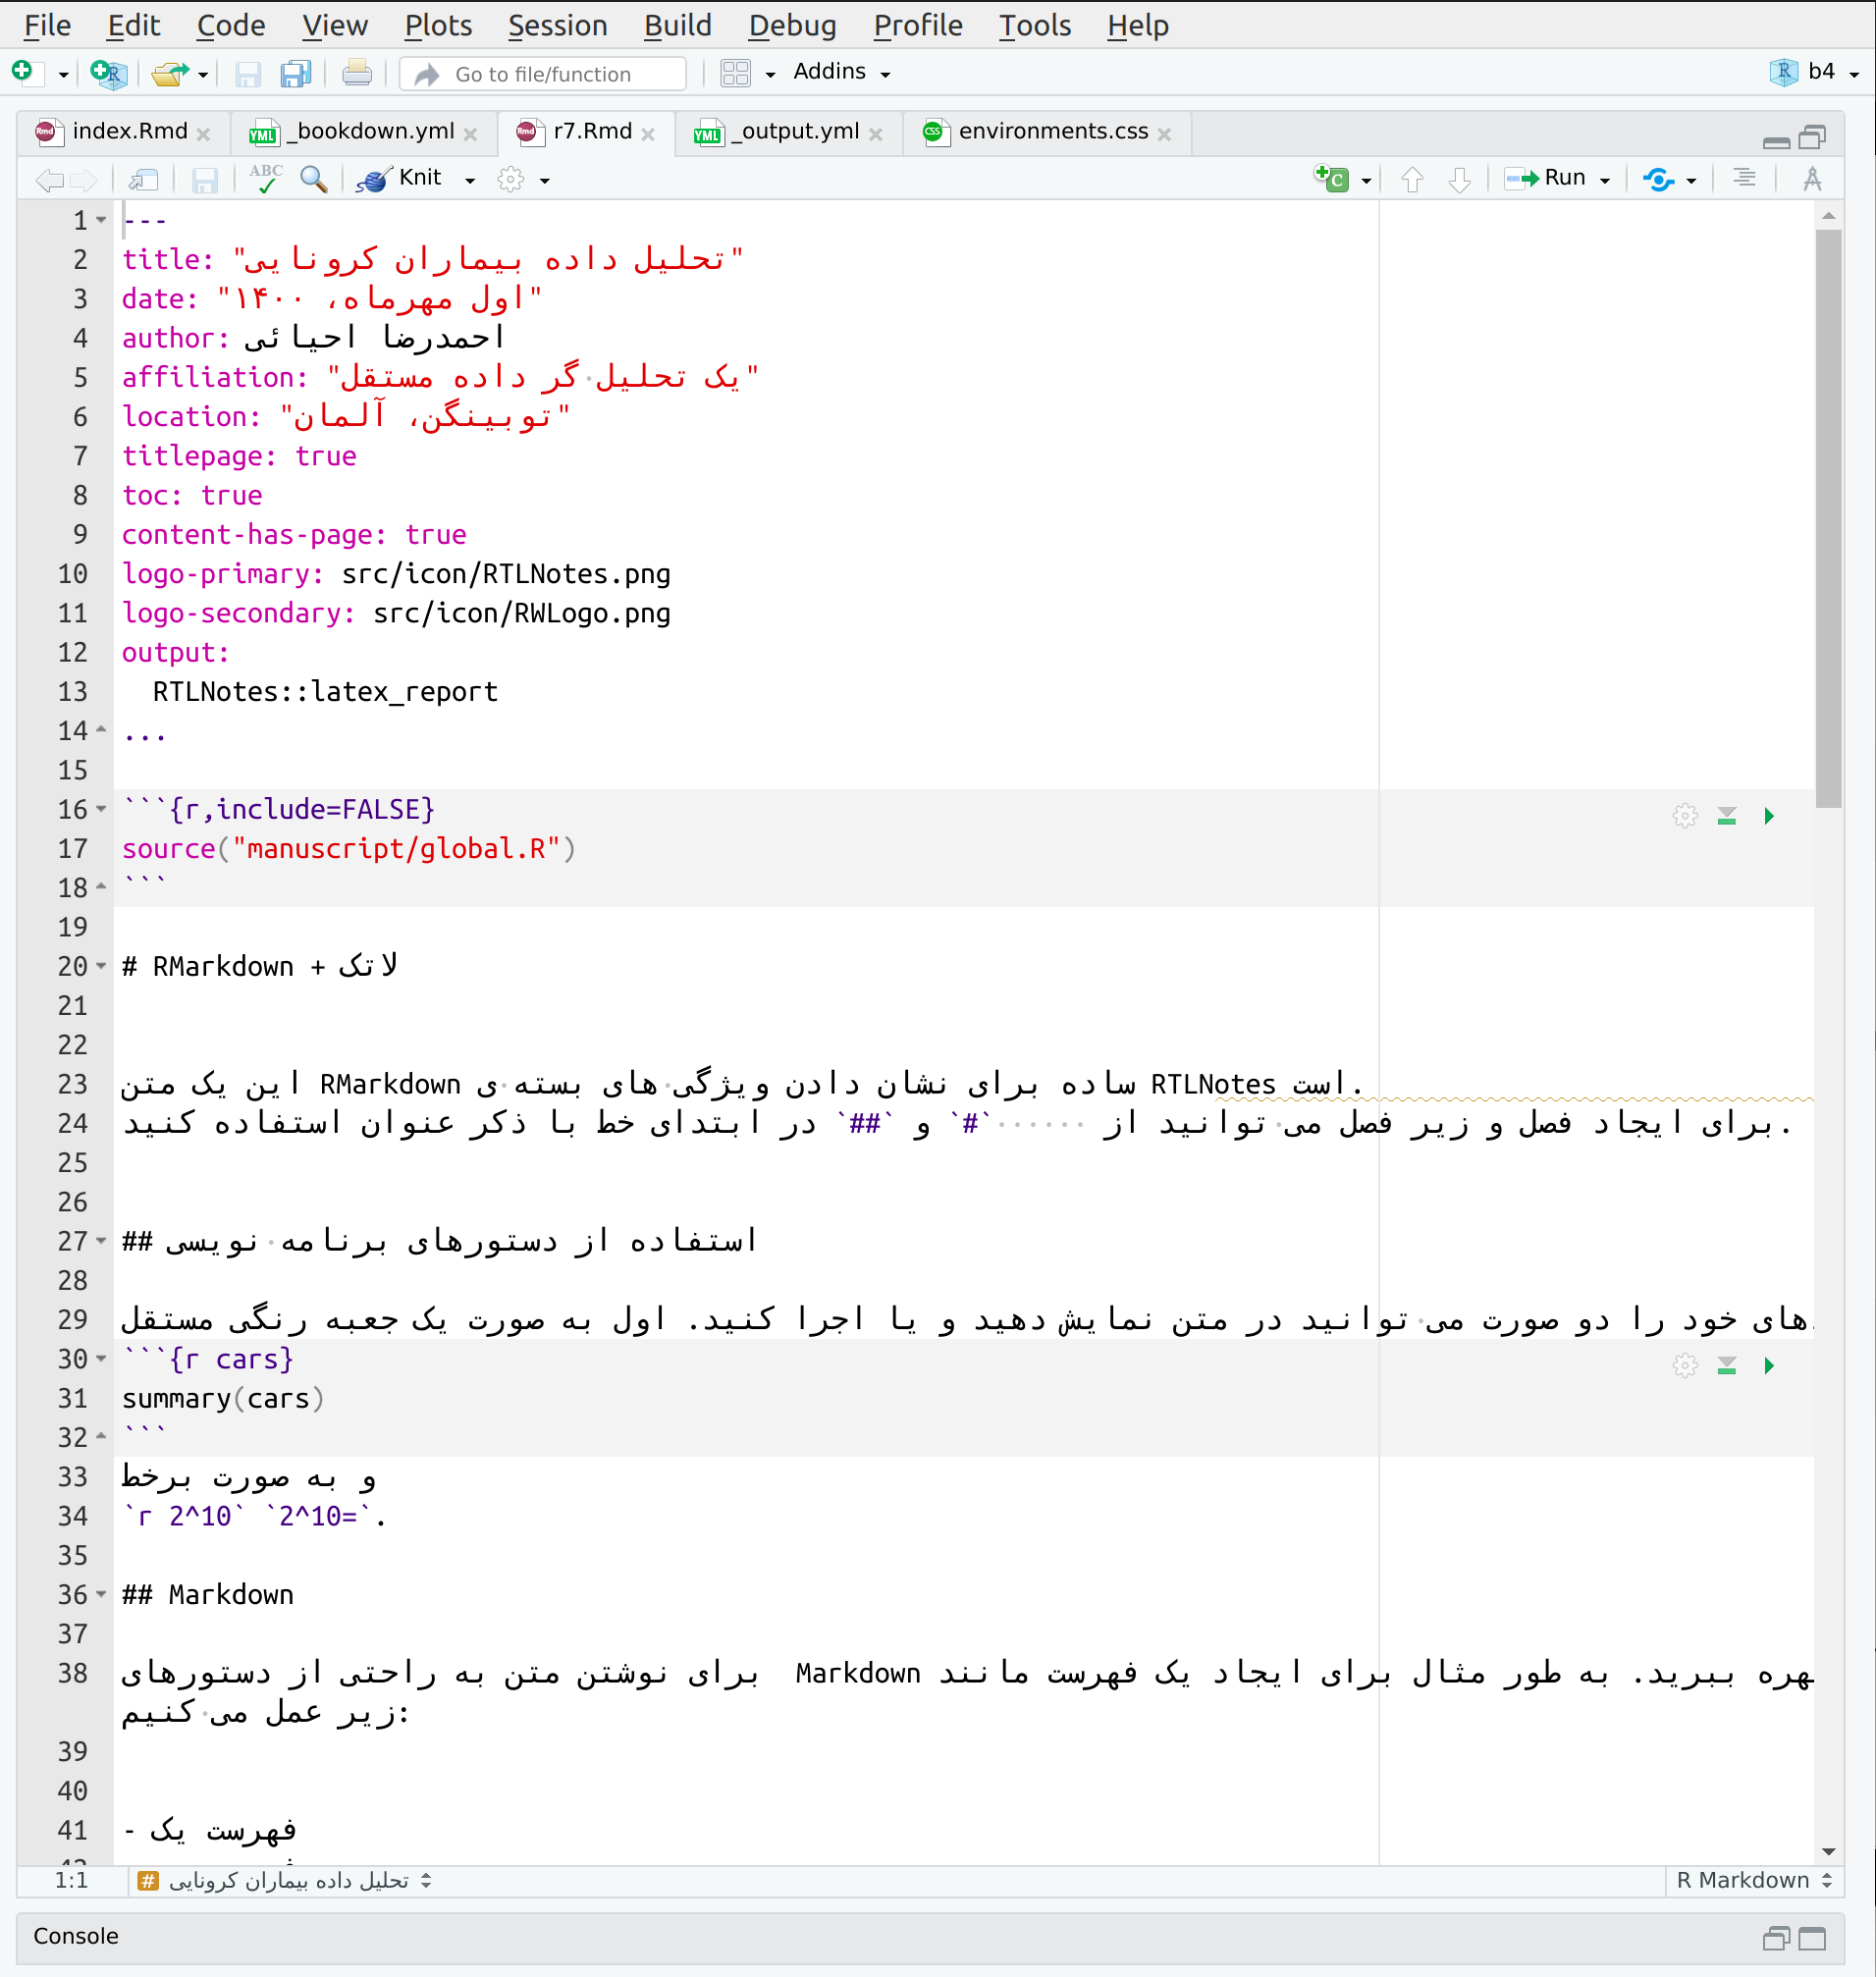 File Edit Code View Plots Session Build Debug Profile Tools Help
Go to file/function Addins b4
index.Rmd _bookdown.yml r7.Rmd _output.yml environments.css
ABC Knit Run
1 ---
2 title: "تحلیل داده بیماران کرونایی"
3 date: "اول مهرماه، ۱۴۰۰"
4 author: احمدرضا احیائی
5 affiliation: "یک تحلیل‌گر داده مستقل"
6 location: "توبینگن، آلمان"
7 titlepage: true
8 toc: true
9 content-has-page: true
10 logo-primary: src/icon/RTLNotes.png
11 logo-secondary: src/icon/RWLogo.png
12 output:
13 RTLNotes::latex_report
14 ...
15
16 ```{r,include=FALSE}
17 source("manuscript/global.R")
18 ```
19
20 # RMarkdown + لاتک
21
22
23 این یک متن RMarkdown ساده برای نشان دادن ویژگی‌های بسته‌ی RTLNotes است.
24 برای ایجاد فصل و زیر فصل می‌توانید از `#` و `##` در ابتدای خط با ذکر عنوان استفاده کنید.
25
26
27 ## استفاده از دستورهای برنامه‌نویسی
28
29 های خود را دو صورت می‌توانید در متن نمایش دهید و یا اجرا کنید. اول به صورت یک جعبه رنگی مستقل
30 ```{r cars}
31 summary(cars)
32 ```
33 و به صورت برخط
34 `r 2^10` `2^10=`.
35
36 ## Markdown
37
38 برای نوشتن متن به راحتی از دستورهای Markdown بهره ببرید. به طور مثال برای ایجاد یک فهرست مانند
زیر عمل می‌کنیم:
39
40
41 - فهرست یک
1:1 # تحلیل داده بیماران کرونایی R Markdown
Console